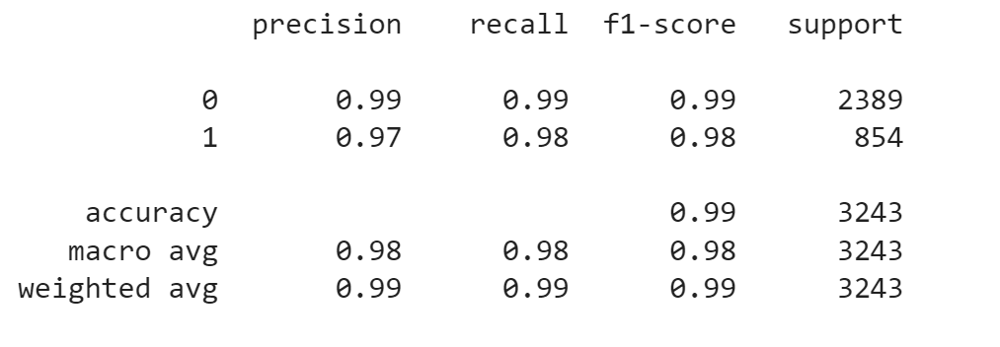 precision recall f1-score support
0 0.99 0.99 0.99 2389
1 0.97 0.98 0.98 854
accuracy 0.99 3243
macro avg 0.98 0.98 0.98 3243
weighted avg 0.99 0.99 0.99 3243